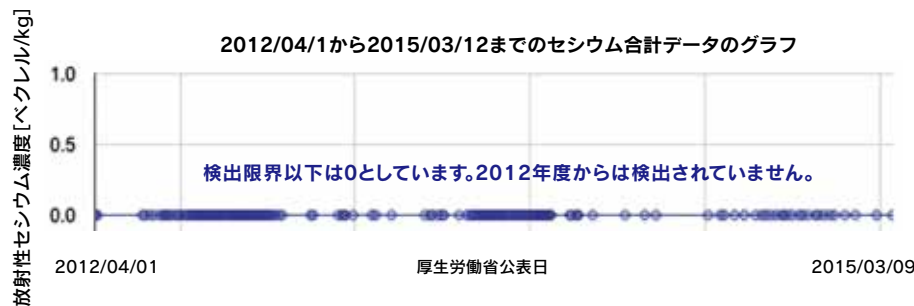 2012/04/1から2015/03/12までのセシウム合計データのグラフ
放射性セシウム濃度[ベクレル/kg]
1.0
0.5
検出限界以下は0としています。2012年度からは検出されていません。
0.0
2012/04/01
厚生労働省公表日
2015/03/09